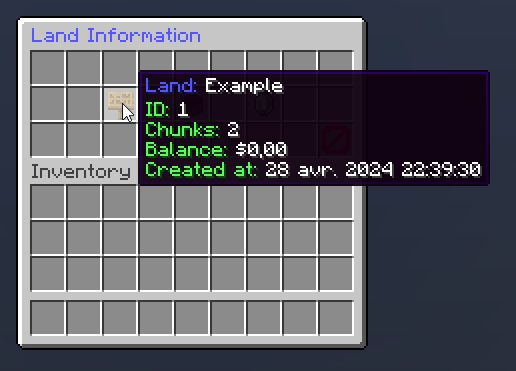 Land Information
Land: Example
ID: 1
Chunks: 2
Balance: $0,00
Created at: 28 avr. 2024 22:39:30
Inventory